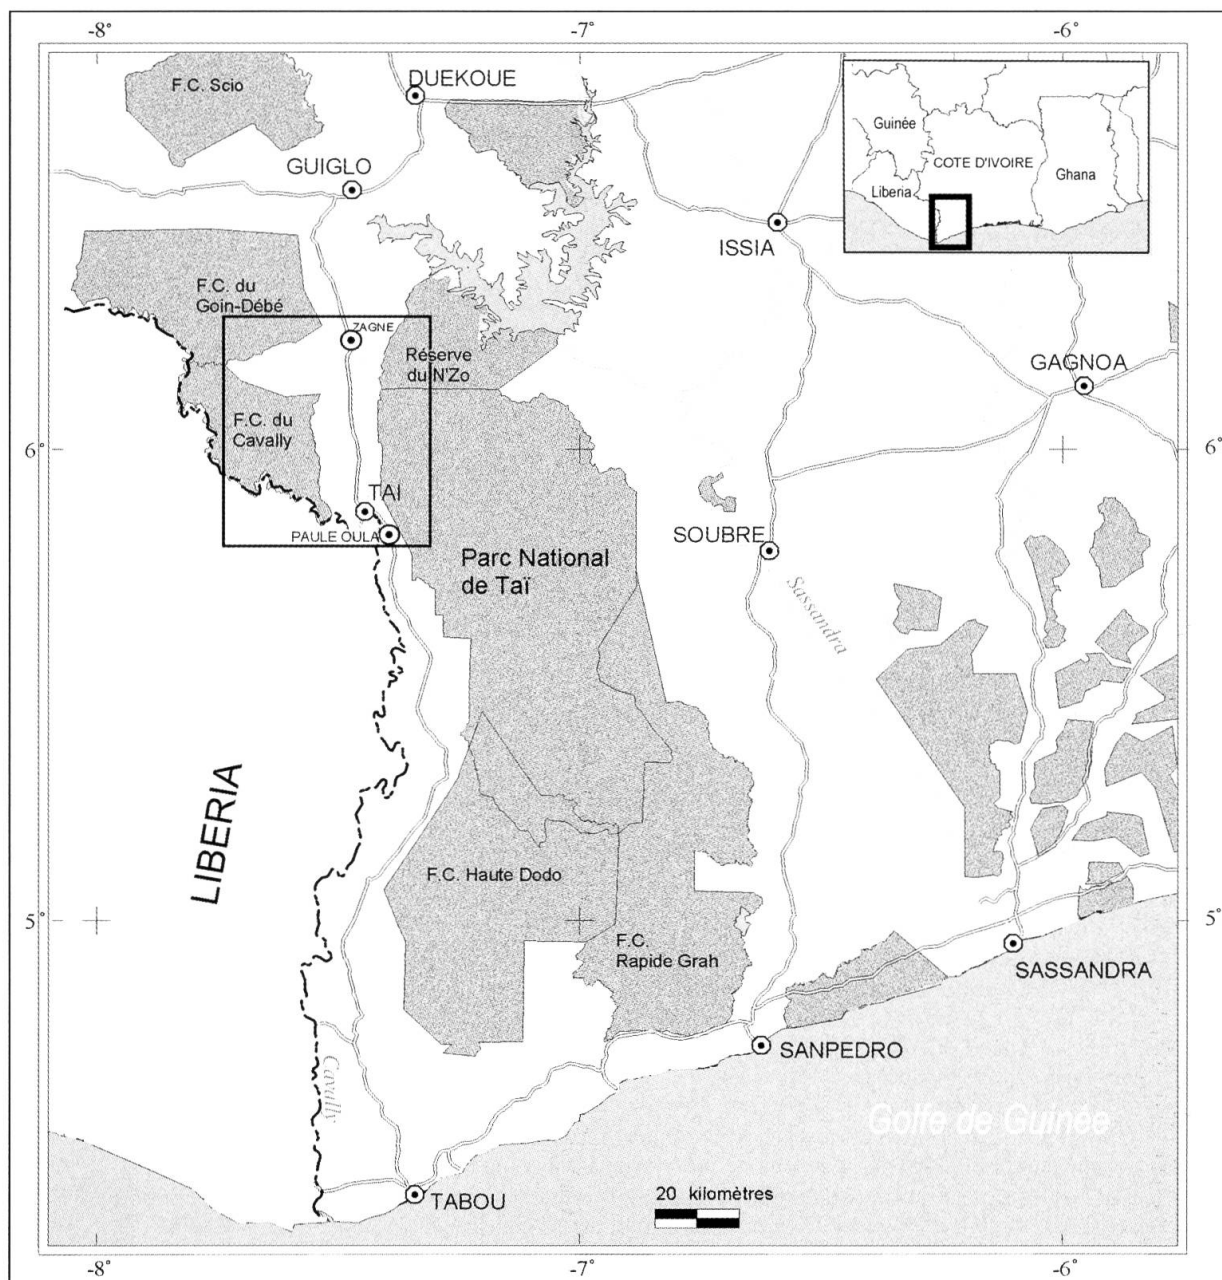 -8°
-7°
-6°
F.C. Scio
DUEKOUE
Guinée
COTE D'IVOIRE
Ghana
Liberia
GUIGLO
ISSIA
F.C. du
Goin-Débé
ZAGNE
Réserve
du N'Zo
GAGNOA
F.C. du
Cavally
6°
6°
TAI
PAULE OULA
SOUBRE
Parc National
de Taï
Sassandra
LIBERIA
F.C. Haute Dodo
5°
5°
F.C.
Rapide Grah
SASSANDRA
SANPEDRO
Cavally
Golfe de Guinée
20 kilomètres
TABOU
-8°
-7°
-6°